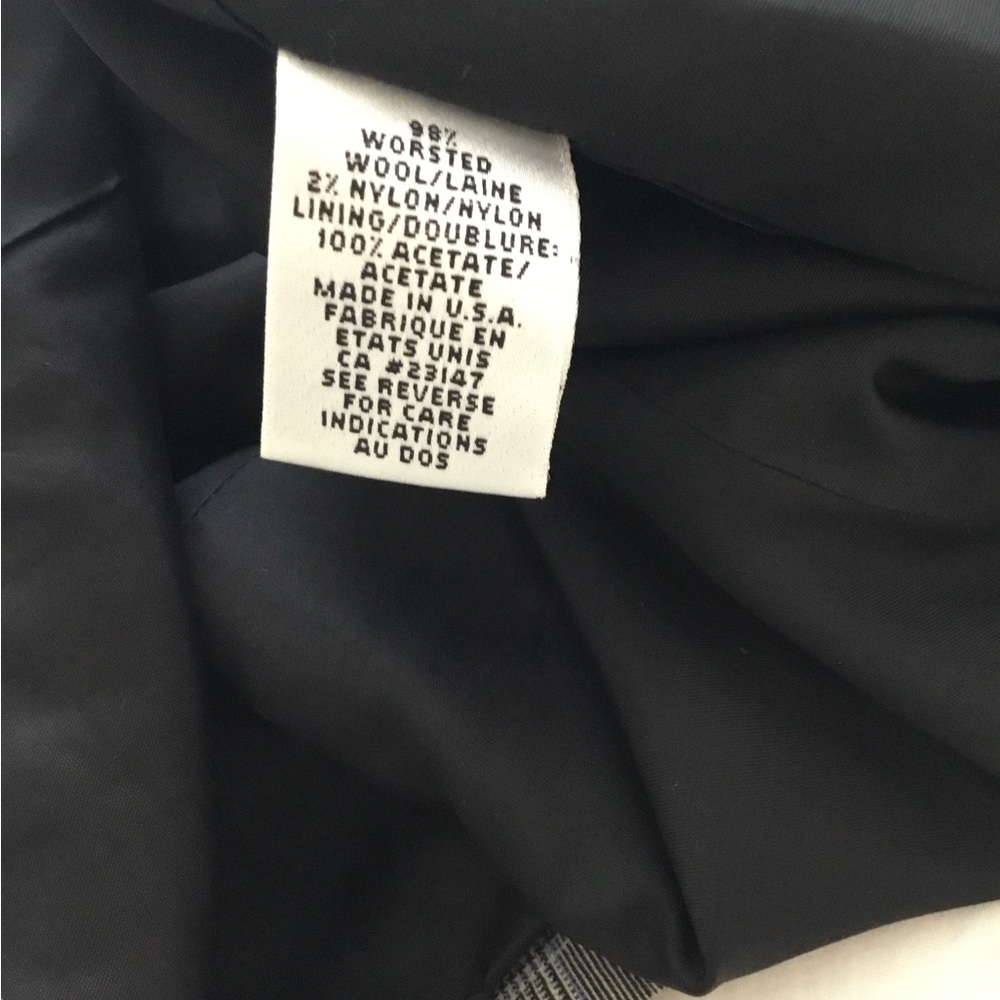 98%
WORSTED
WOOL/LAINE
2% NYLON/NYLON
LINING/DOUBLURE:
100% ACETATE/
ACETATE
MADE IN U.S.A.
FABRIQUE EN
ETATS UNIS
CA #23147
SEE REVERSE
FOR CARE
INDICATIONS
AU DOS